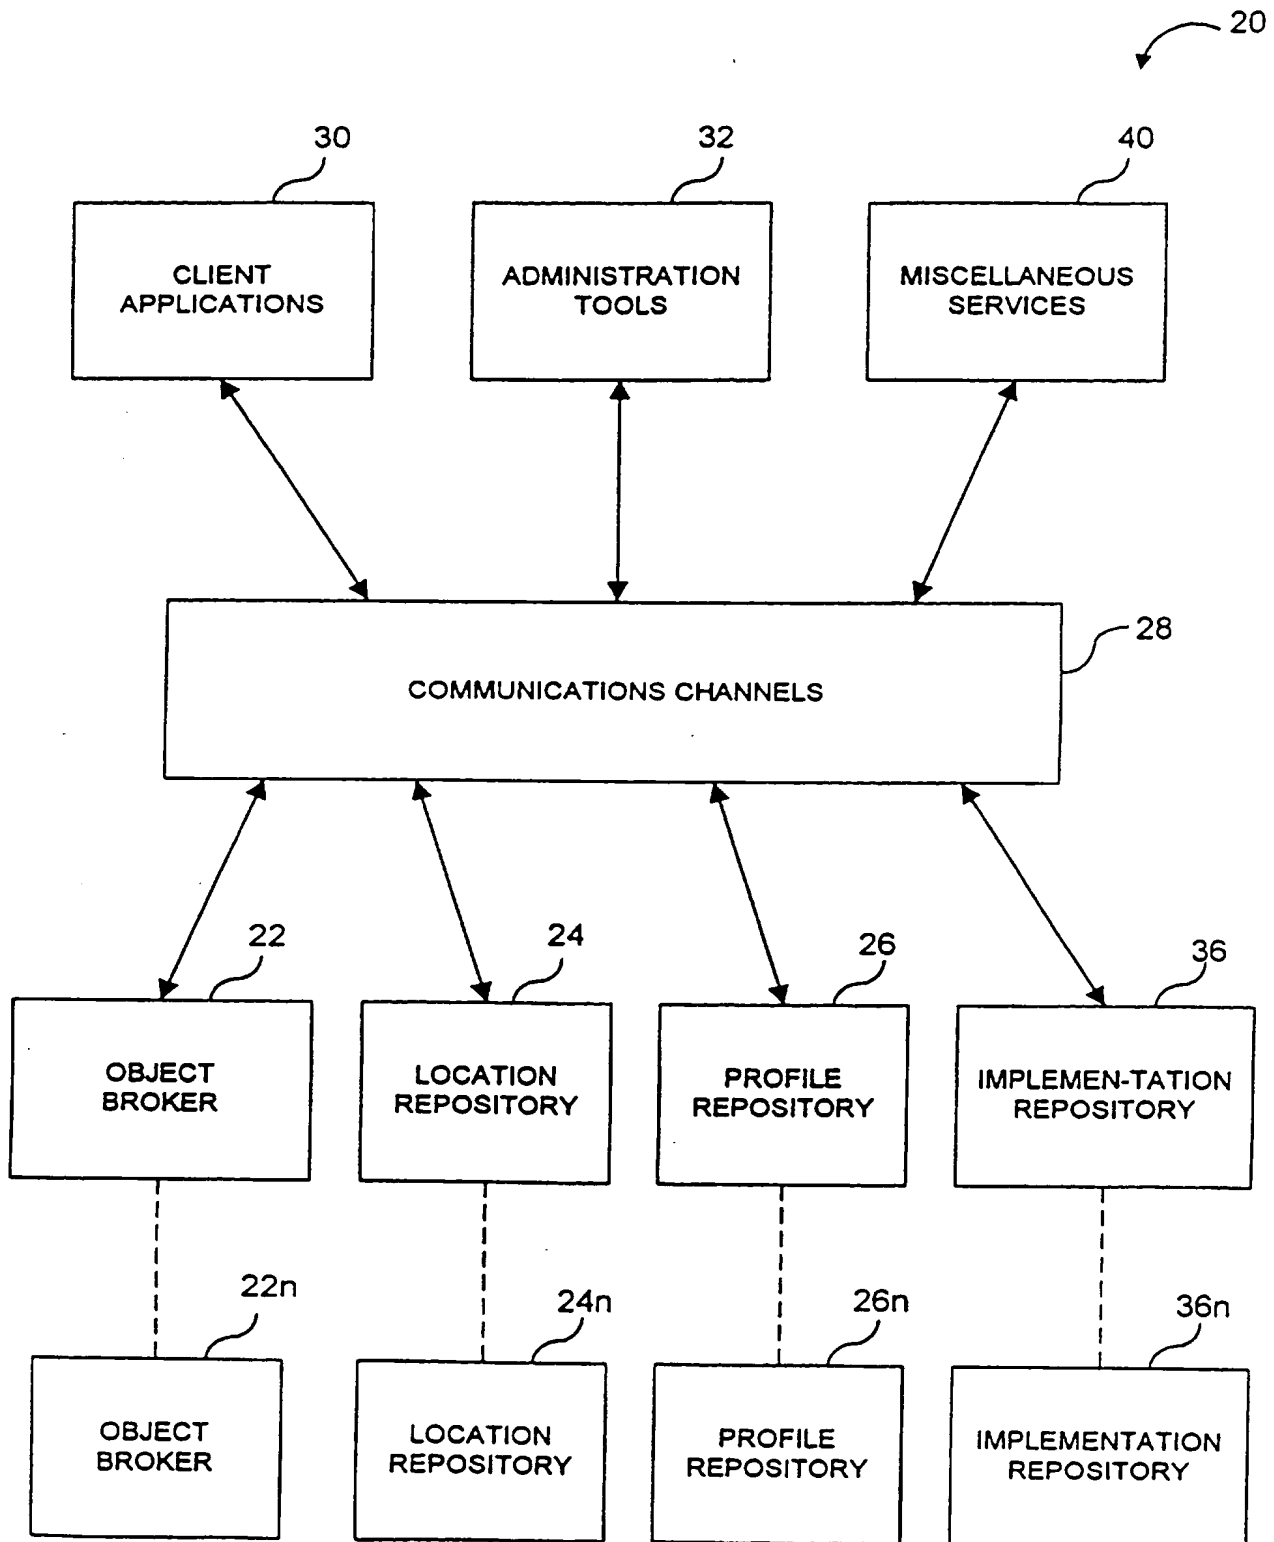 20
30
32
40
CLIENT
APPLICATIONS
ADMINISTRATION
TOOLS
MISCELLANEOUS
SERVICES
28
COMMUNICATIONS CHANNELS
22
24
26
36
OBJECT
BROKER
LOCATION
REPOSITORY
PROFILE
REPOSITORY
IMPLEMEN-TATION
REPOSITORY
22n
24n
26n
36n
OBJECT
BROKER
LOCATION
REPOSITORY
PROFILE
REPOSITORY
IMPLEMENTATION
REPOSITORY